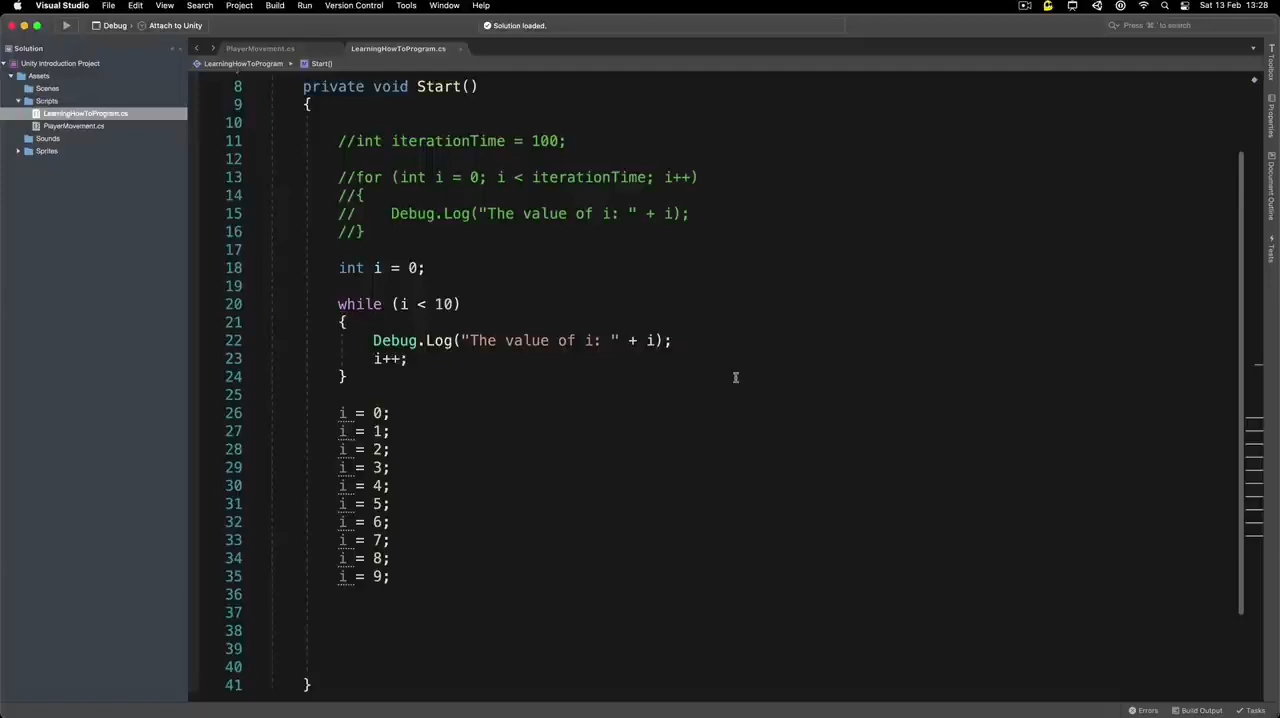 Visual Studio File Edit View Search Project Build Run Version Control Tools Window Help Sat 13 Feb 13:28
Debug Attach to Unity Solution loaded. Press ⌘. to search
Solution
PlayerMovement.cs LearningHowToProgram.cs
Unity Introduction Project
LearningHowToProgram Start()
Assets
Scenes
Scripts
LearningHowToProgram.cs
PlayerMovement.cs
Sounds
Sprites
8 private void Start()
9 {
10
11 //int iterationTime = 100;
12
13 //for (int i = 0; i < iterationTime; i++)
14 //{
15 // Debug.Log("The value of i: " + i);
16 //}
17
18 int i = 0;
19
20 while (i < 10)
21 {
22 Debug.Log("The value of i: " + i);
23 i++;
24 }
25
26 i = 0;
27 i = 1;
28 i = 2;
29 i = 3;
30 i = 4;
31 i = 5;
32 i = 6;
33 i = 7;
34 i = 8;
35 i = 9;
36
37
38
39
40
41 }
Toolbox
Properties
Document Outline
Tests
Errors Build Output Tasks